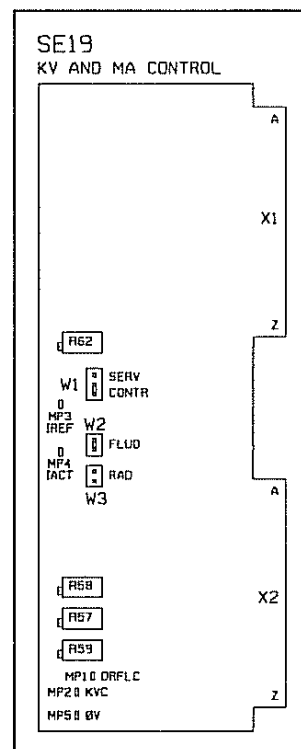 SE19
KV AND MA CONTROL
A
X1
Z
R62
SERV
W1
CONTR
MP3
IREF
W2
FLUO
MP4
IACT
RAD
W3
A
X2
R58
R57
R59
MP10 DRFLC
MP20 KVC
Z
MP50 0V